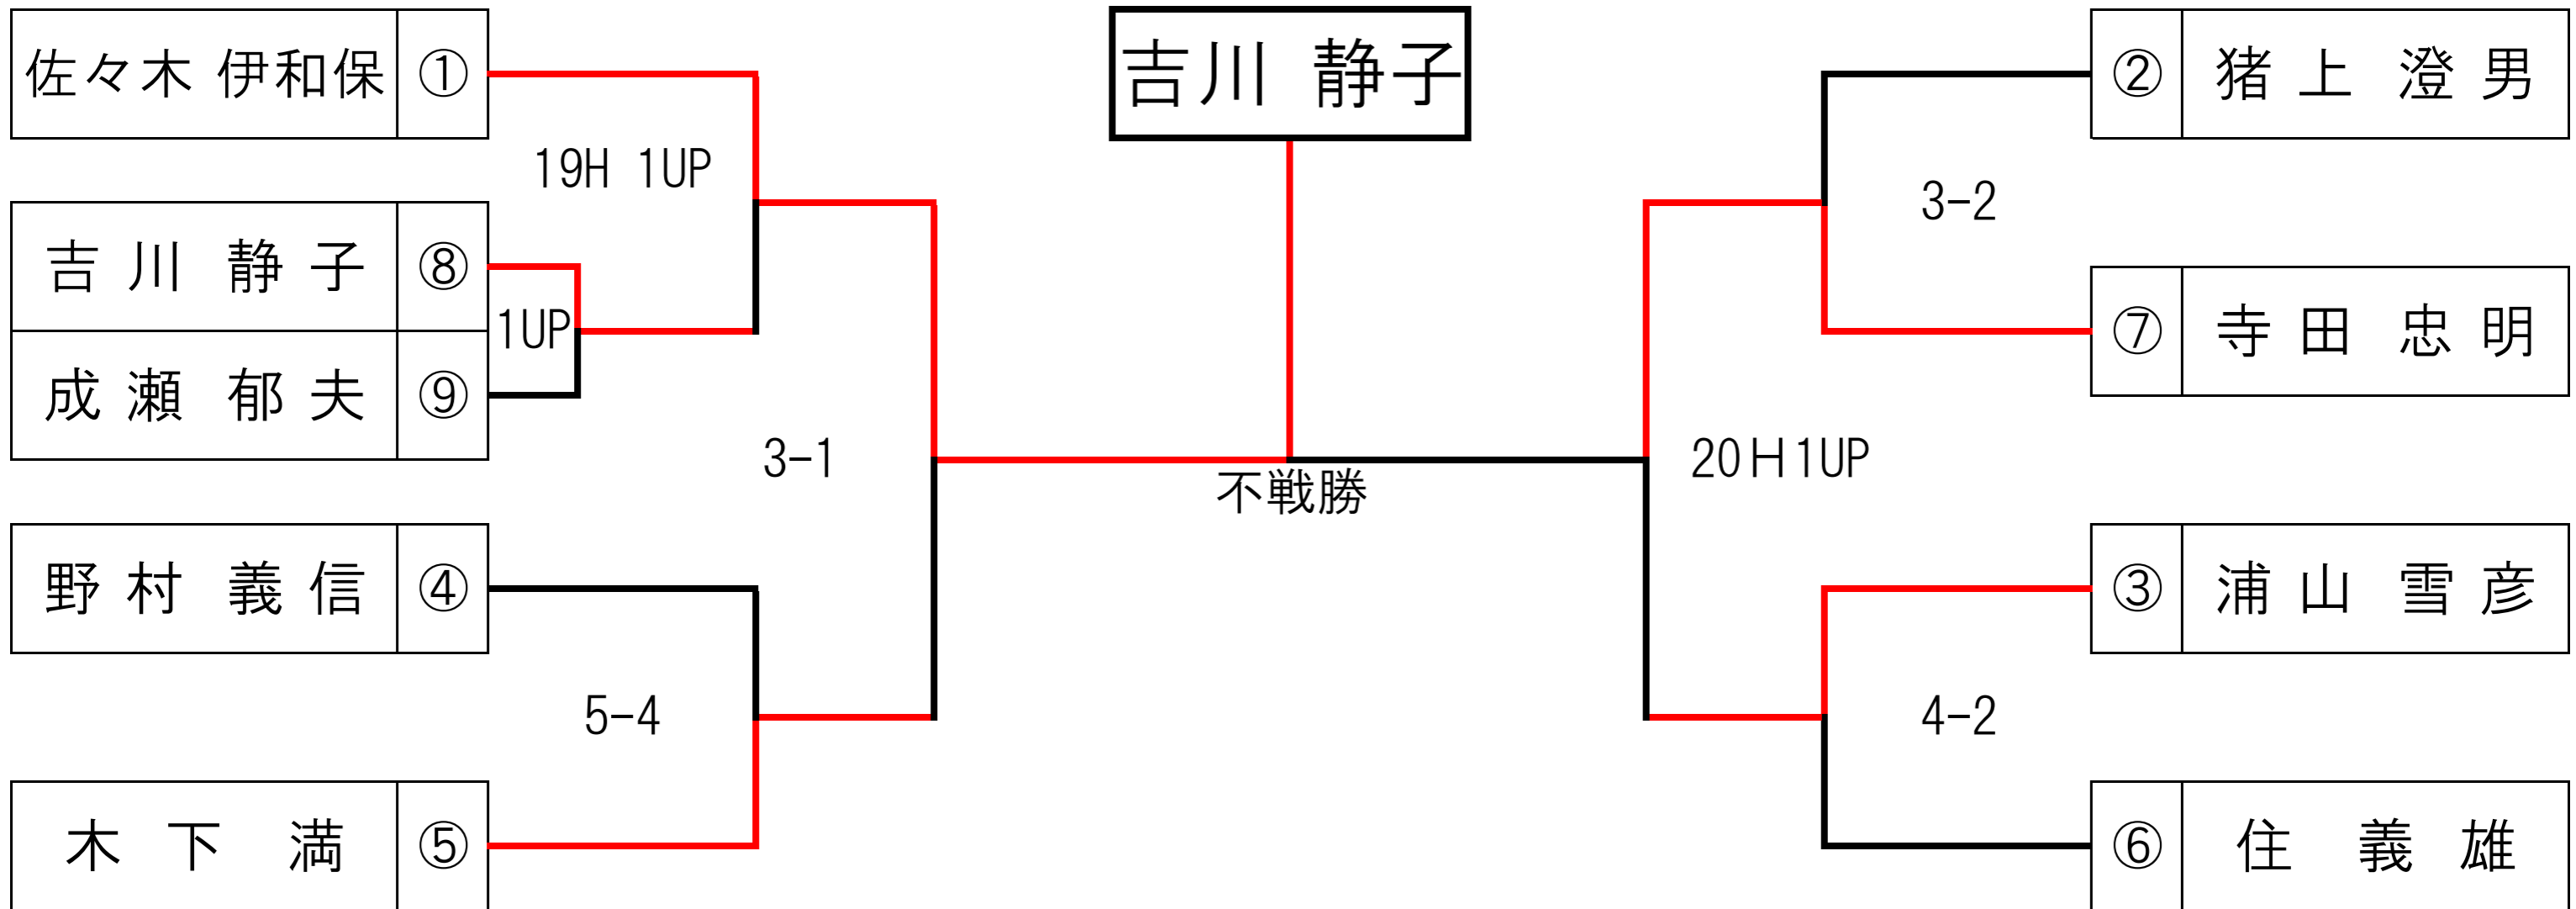 吉川 静子
佐々木 伊和保 ①
19H 1UP
吉川 静子 ⑧
1UP
成瀬 郁夫 ⑨
3-1
野村 義信 ④
5-4
木下 満 ⑤
不戦勝
② 猪上 澄男
3-2
⑦ 寺田 忠明
20H1UP
③ 浦山 雪彦
4-2
⑥ 住 義雄